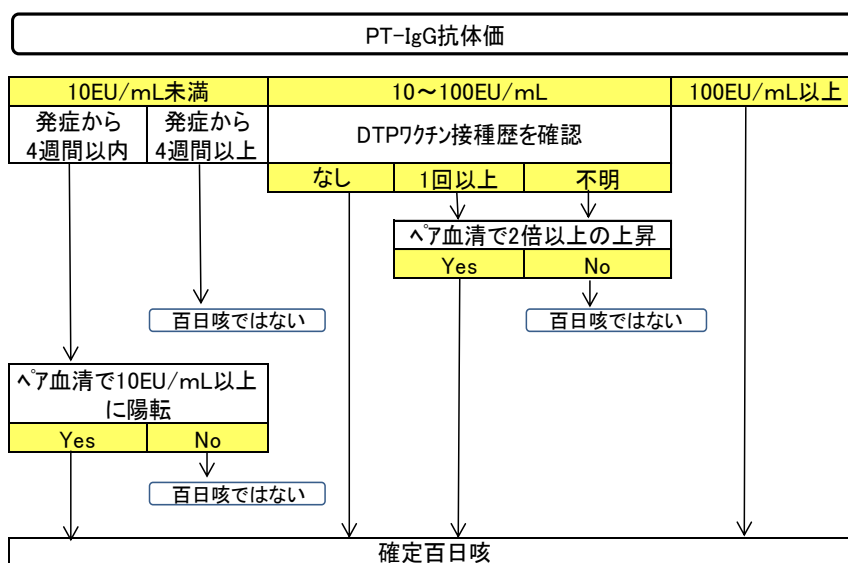 PT-IgG抗体価
10EU/mL未満
10～100EU/mL
100EU/mL以上
発症から
4週間以内
発症から
4週間以上
DTPﾜｸﾁﾝ接種歴を確認
なし
1回以上
不明
ﾍﾟｱ血清で2倍以上の上昇
Yes
No
百日咳ではない
百日咳ではない
ﾍﾟｱ血清で10EU/mL以上
に陽転
Yes
No
百日咳ではない
確定百日咳